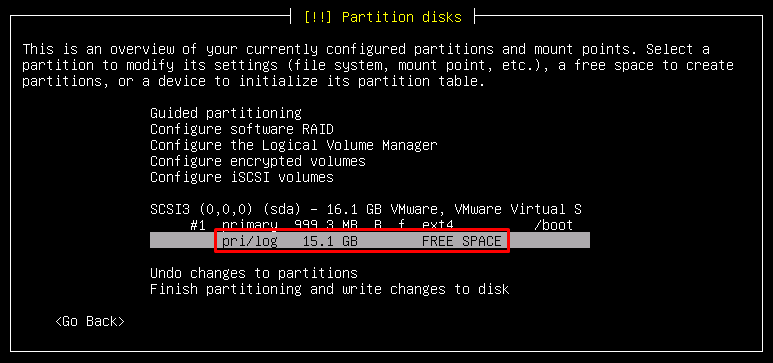 [!!] Partition disks
This is an overview of your currently configured partitions and mount points. Select a
partition to modify its settings (file system, mount point, etc.), a free space to create
partitions, or a device to initialize its partition table.
Guided partitioning
Configure software RAID
Configure the Logical Volume Manager
Configure encrypted volumes
Configure iSCSI volumes
SCSI3 (0,0,0) (sda) - 16.1 GB VMware, VMware Virtual S
#1 primary 999.3 MB B f ext4 /boot
pri/log 15.1 GB FREE SPACE
Undo changes to partitions
Finish partitioning and write changes to disk
<Go Back>